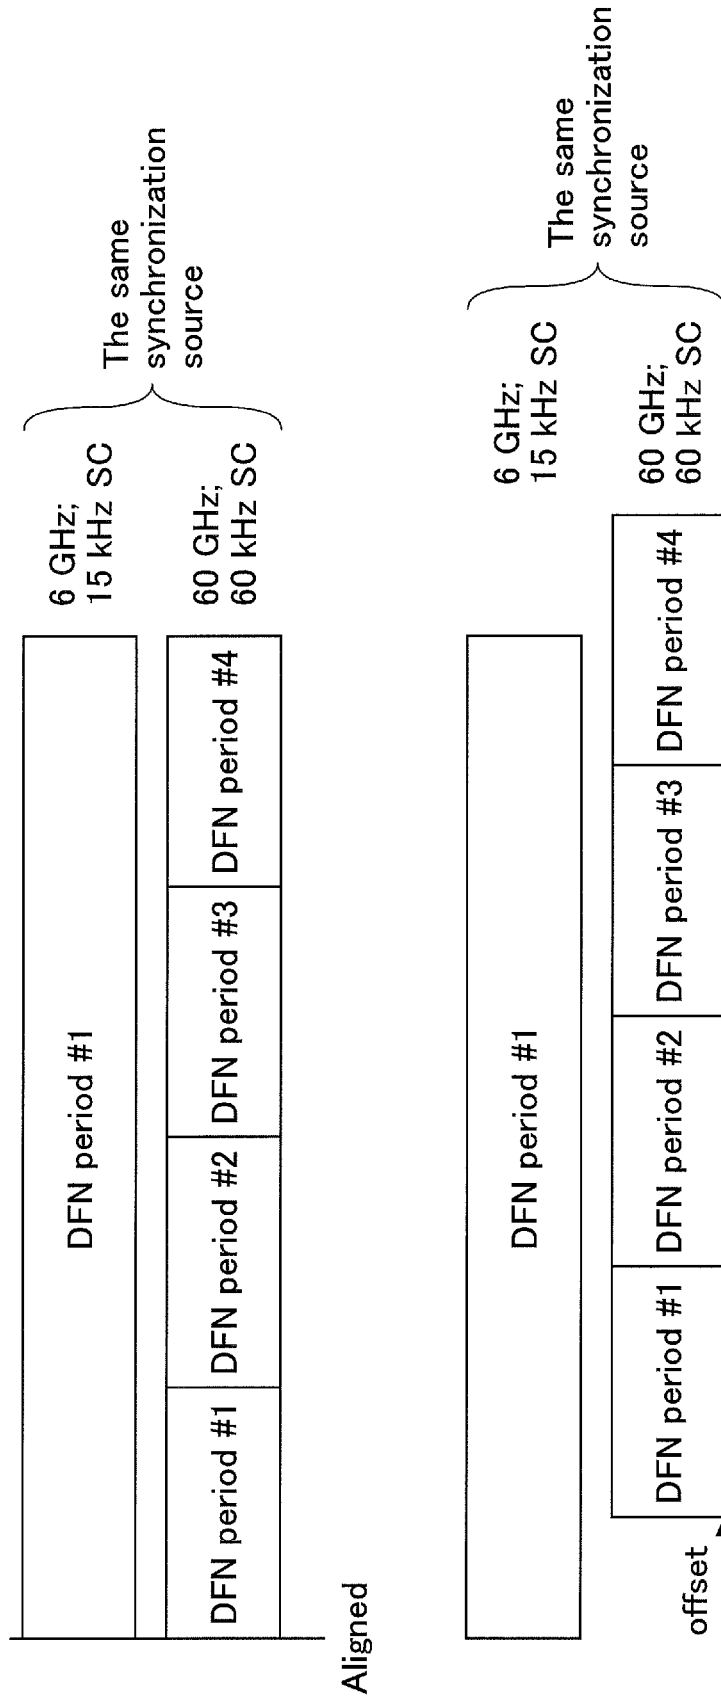 DFN period #1
6 GHz;
15 kHz SC
DFN period #1
DFN period #2
DFN period #3
DFN period #4
60 GHz;
60 kHz SC
The same
synchronization
source
Aligned
DFN period #1
6 GHz;
15 kHz SC
DFN period #1
DFN period #2
DFN period #3
DFN period #4
60 GHz;
60 kHz SC
The same
synchronization
source
offset